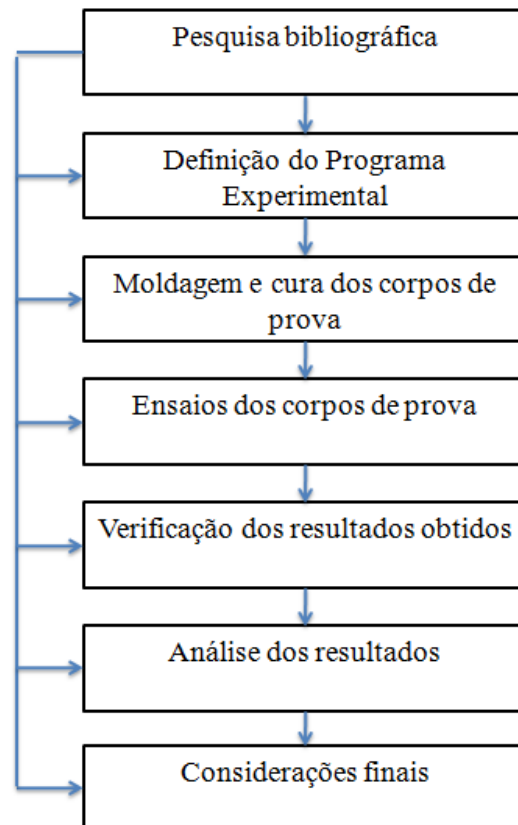 Pesquisa bibliográfica
Definição do Programa
Experimental
Moldagem e cura dos corpos de
prova
Ensaios dos corpos de prova
Verificação dos resultados obtidos
Análise dos resultados
Considerações finais